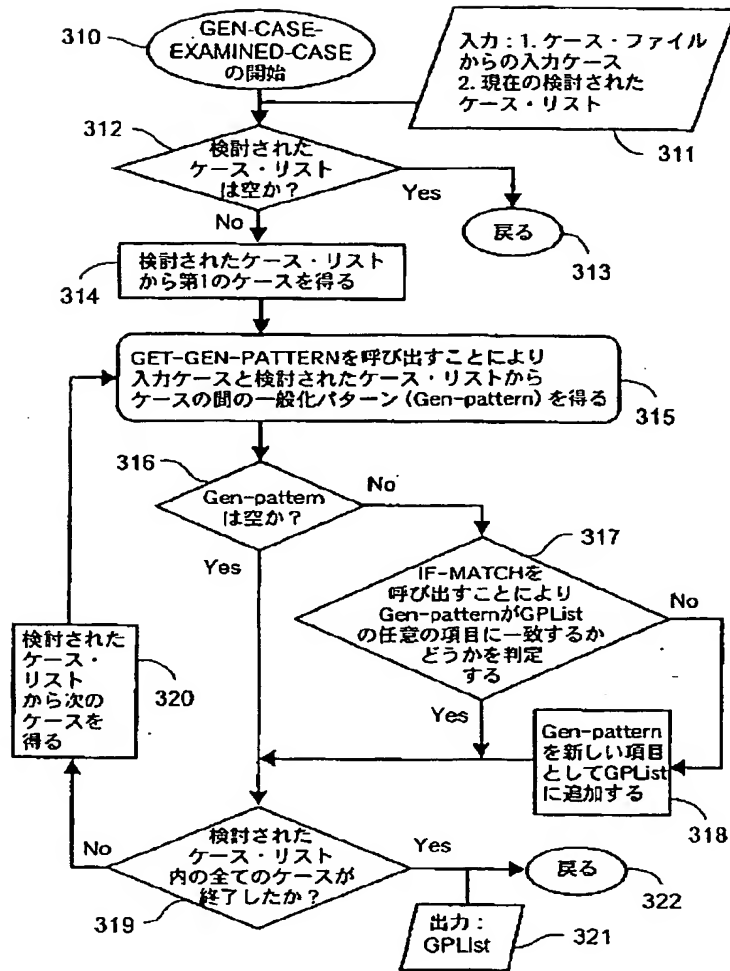 310
GEN-CASE-
EXAMINED-CASE
の開始
入力：1. ケース・ファイル
からの入力ケース
2. 現在の検討された
ケース・リスト
311
312
検討された
ケース・リスト
は空か？
Yes
No
戻る
313
314
検討されたケース・リスト
から第1のケースを得る
GET-GEN-PATTERNを呼び出すことにより
入力ケースと検討されたケース・リストから
ケースの間の一般化パターン（Gen-pattern）を得る
315
316
Gen-pattern
は空か？
No
Yes
317
IF-MATCHを
呼び出すことにより
Gen-patternがGPList
の任意の項目に一致するか
どうかを判定
する
No
Yes
検討された
ケース・
リスト
から次の
ケースを
得る
320
Gen-pattern
を新しい項目
としてGPList
に追加する
318
検討された
ケース・リスト
内の全てのケースが
終了したか？
No
Yes
319
戻る
322
出力：
GPList
321